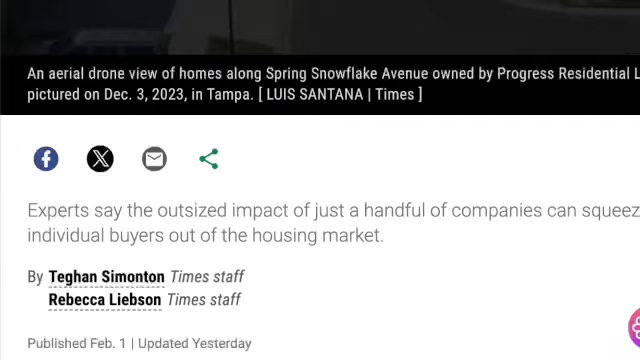 An aerial drone view of homes along Spring Snowflake Avenue owned by Progress Residential
pictured on Dec. 3, 2023, in Tampa. [ LUIS SANTANA | Times ]
Experts say the outsized impact of just a handful of companies can squeez
individual buyers out of the housing market.
By Teghan Simonton Times staff
Rebecca Liebson Times staff
Published Feb. 1 | Updated Yesterday